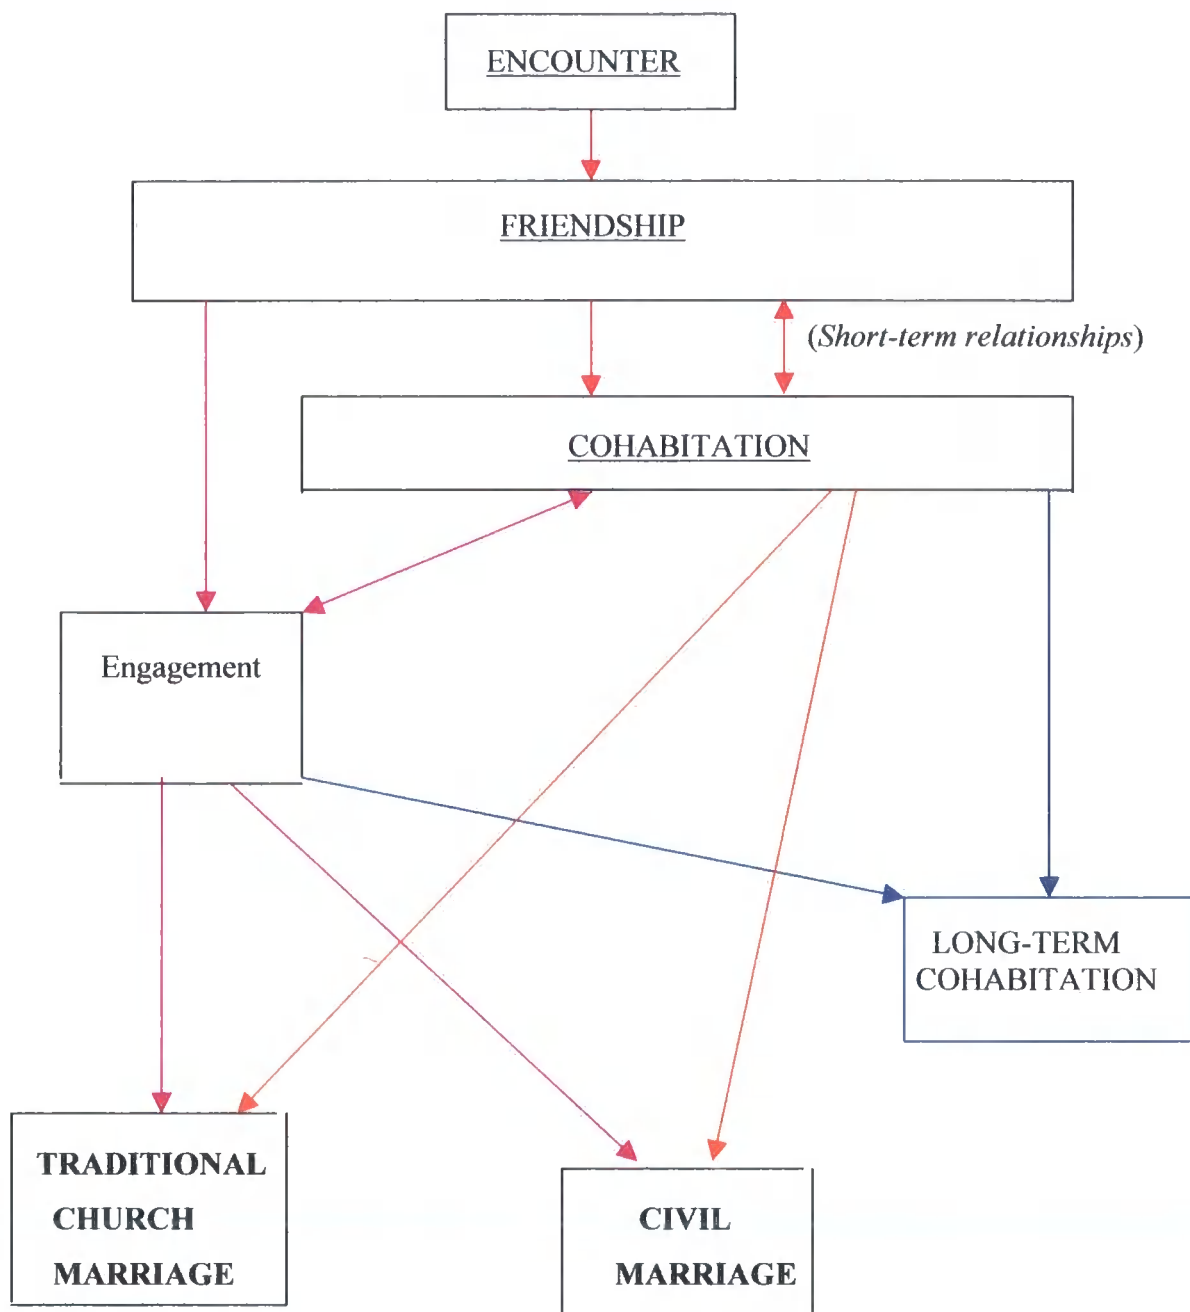 ENCOUNTER
FRIENDSHIP
(Short-term relationships)
COHABITATION
Engagement
LONG-TERM
COHABITATION
TRADITIONAL
CHURCH
MARRIAGE
CIVIL
MARRIAGE